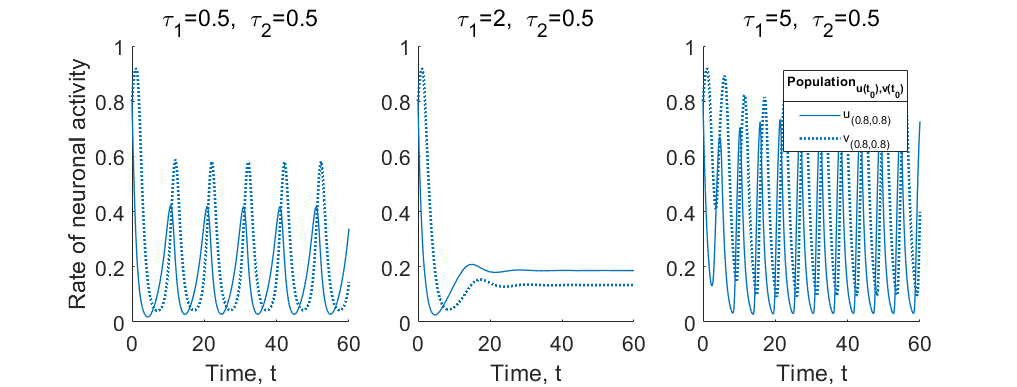 τ1=0.5, τ2=0.5
τ1=2, τ2=0.5
τ1=5, τ2=0.5
Rate of neuronal activity
1
0.8
0.6
0.4
0.2
0
0 20 40 60
Time, t
1
0.8
0.6
0.4
0.2
0
0 20 40 60
Time, t
1
0.8
0.6
0.4
0.2
0
0 20 40 60
Time, t
Population u(t0),v(t0)
u(0.8,0.8)
v(0.8,0.8)